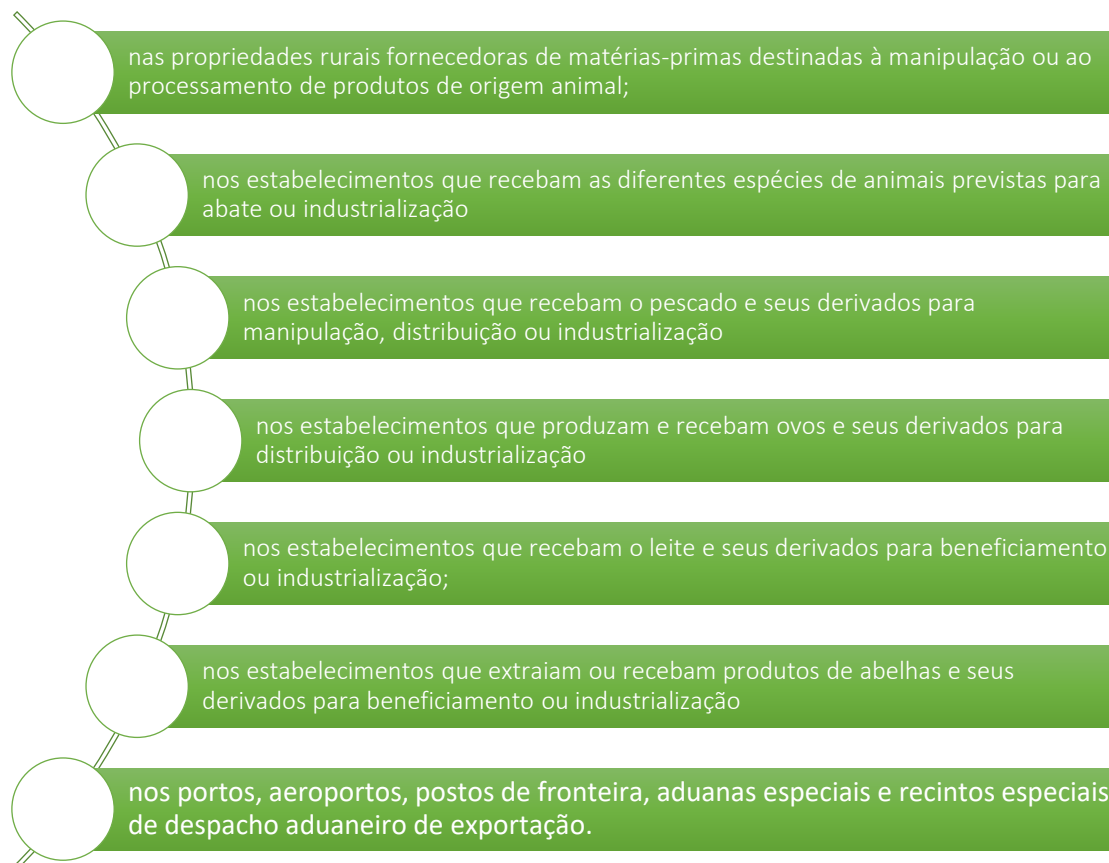 nas propriedades rurais fornecedoras de matérias-primas destinadas à manipulação ou ao
processamento de produtos de origem animal;
nos estabelecimentos que recebam as diferentes espécies de animais previstas para
abate ou industrialização
nos estabelecimentos que recebam o pescado e seus derivados para
manipulação, distribuição ou industrialização
nos estabelecimentos que produzam e recebam ovos e seus derivados para
distribuição ou industrialização
nos estabelecimentos que recebam o leite e seus derivados para beneficiamento
ou industrialização;
nos estabelecimentos que extraiam ou recebam produtos de abelhas e seus
derivados para beneficiamento ou industrialização
nos portos, aeroportos, postos de fronteira, aduanas especiais e recintos especiais
de despacho aduaneiro de exportação.